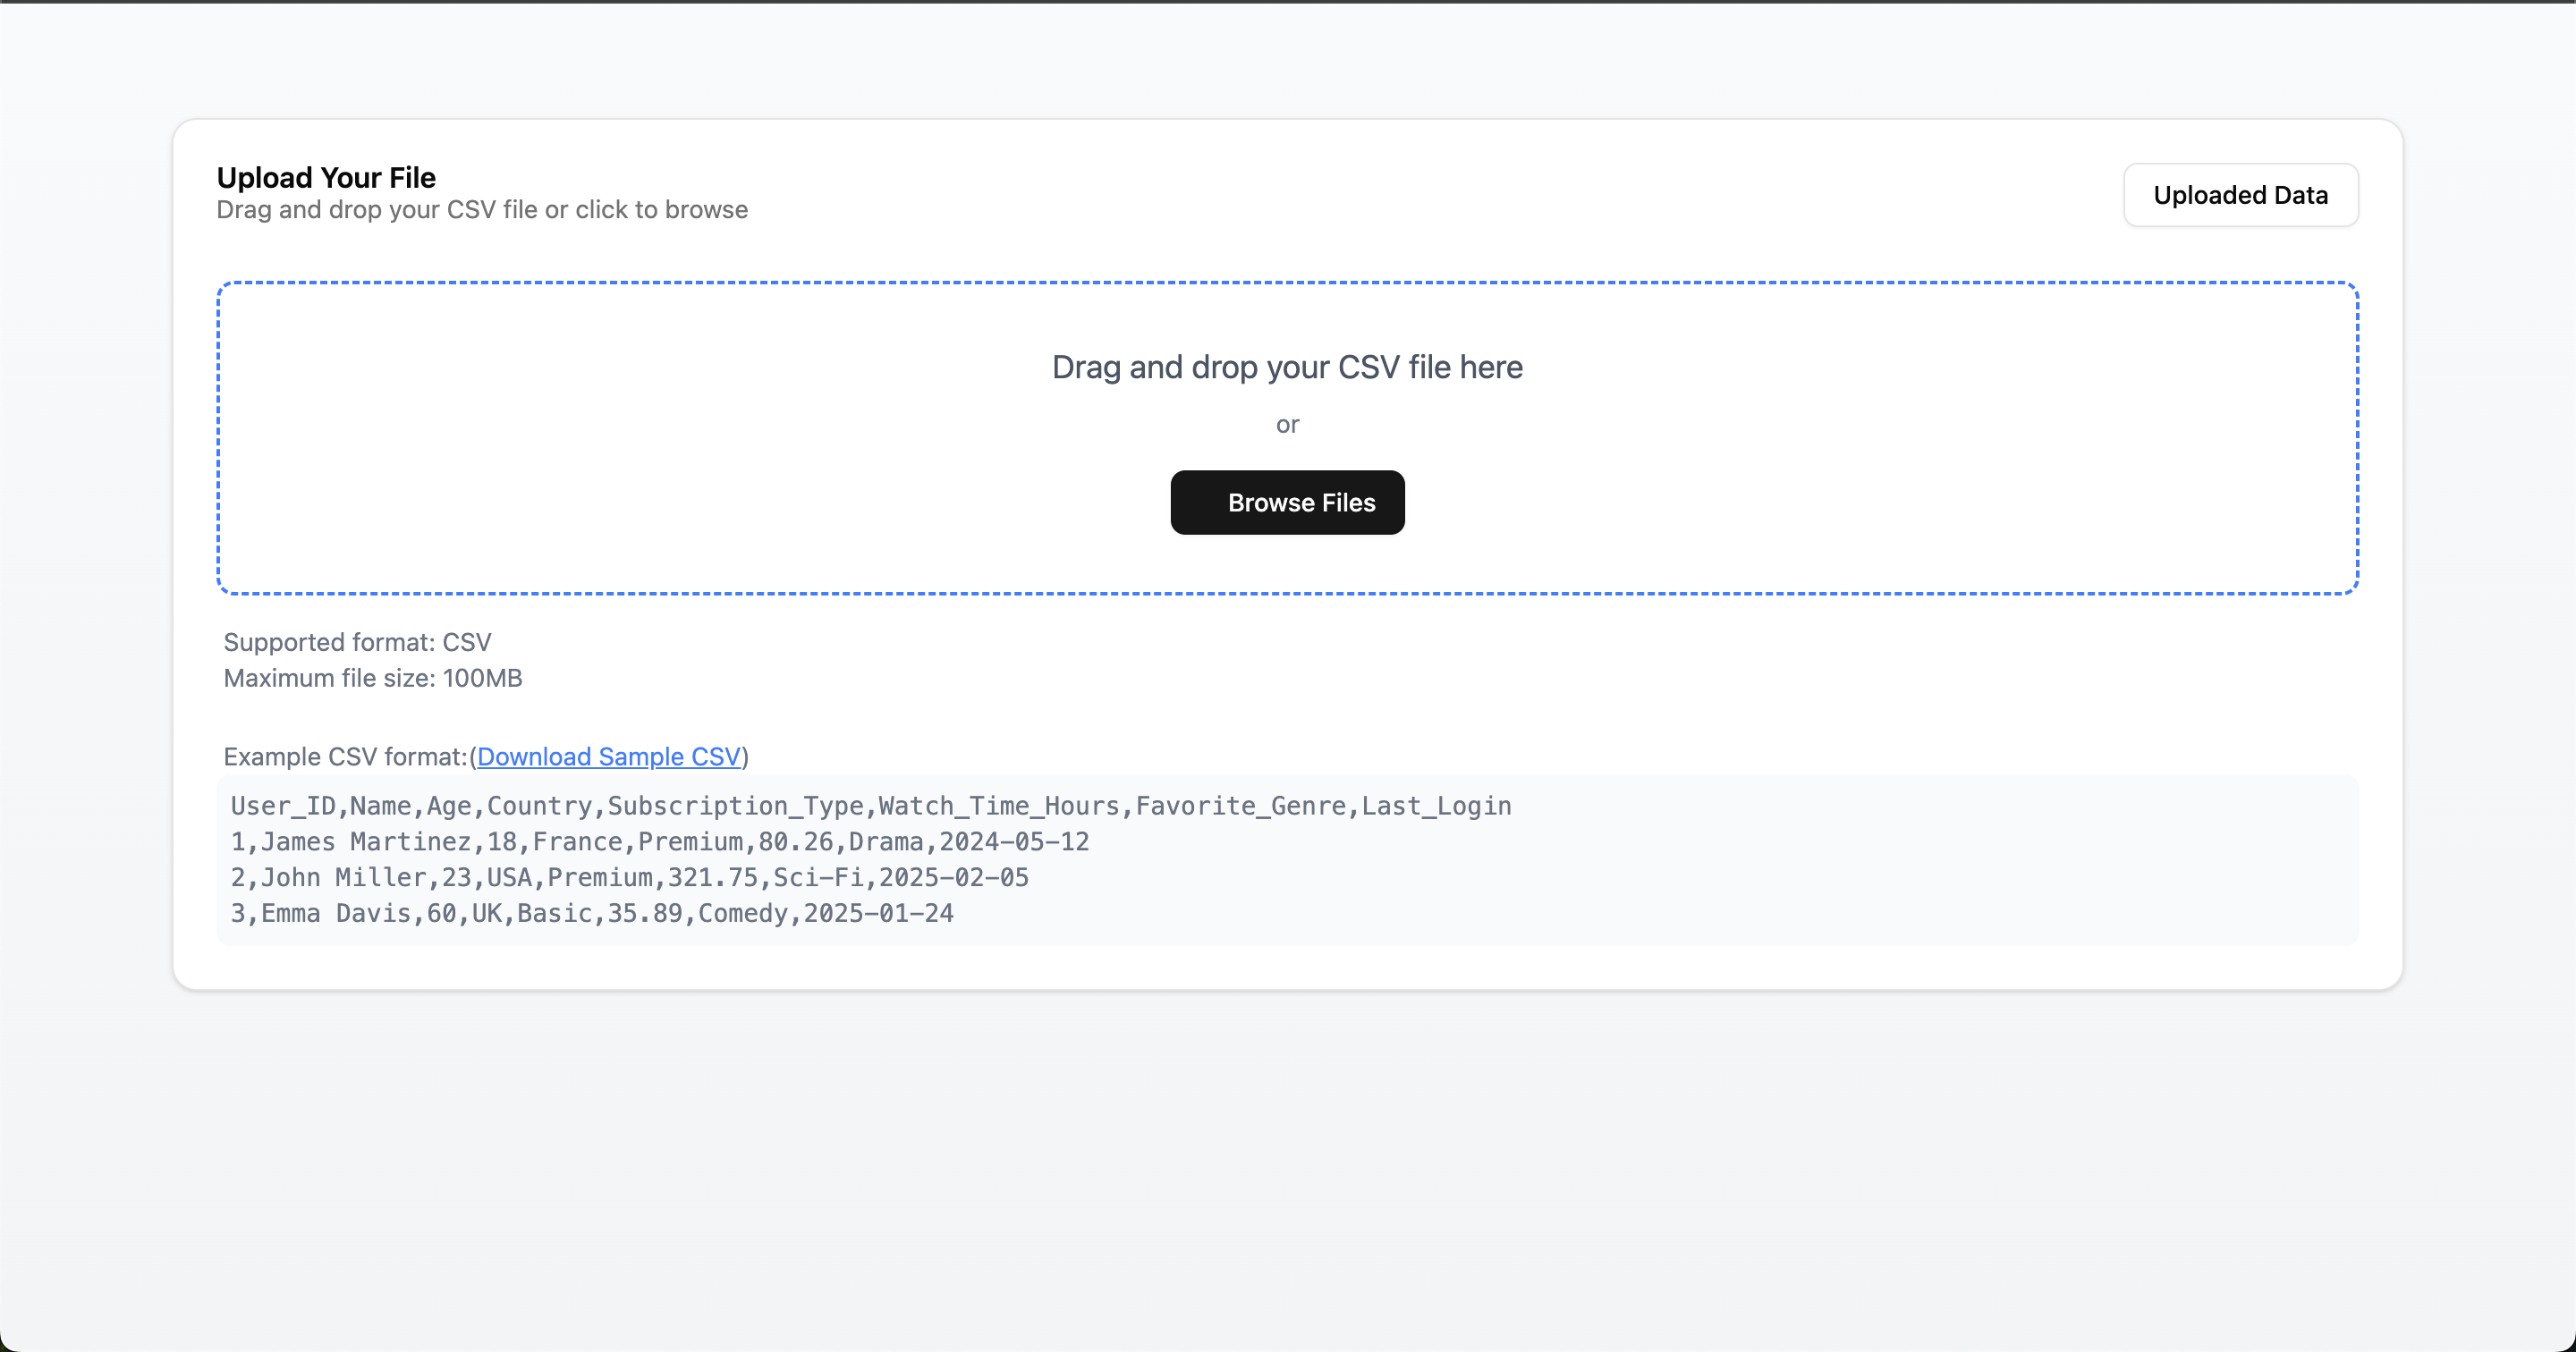 Upload Your File
Drag and drop your CSV file or click to browse
Uploaded Data
Drag and drop your CSV file here
or
Browse Files
Supported format: CSV
Maximum file size: 100MB
Example CSV format:(Download Sample CSV)
User_ID,Name,Age,Country,Subscription_Type,Watch_Time_Hours,Favorite_Genre,Last_Login
1,James Martinez,18,France,Premium,80.26,Drama,2024-05-12
2,John Miller,23,USA,Premium,321.75,Sci-Fi,2025-02-05
3,Emma Davis,60,UK,Basic,35.89,Comedy,2025-01-24